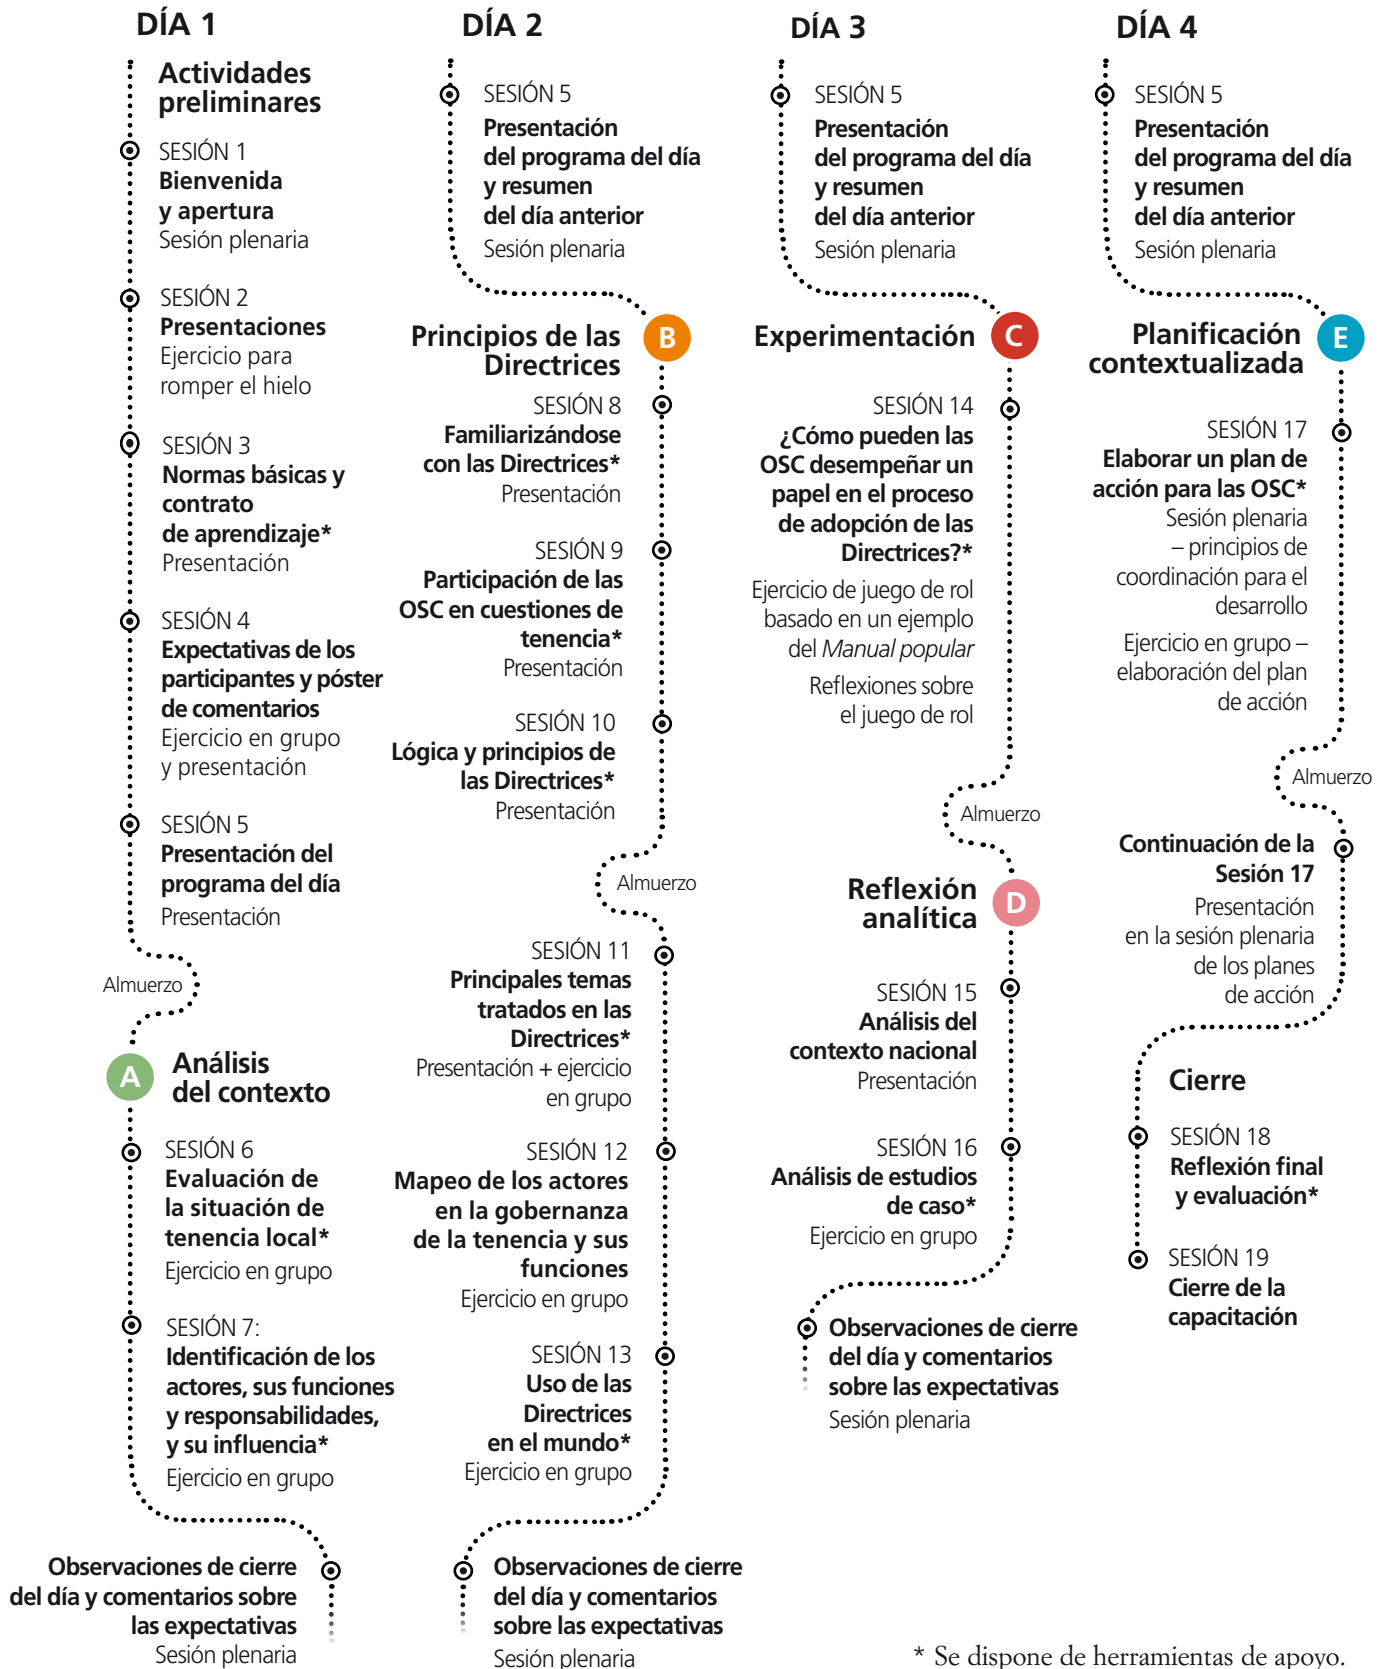 DÍA 1
Actividades
preliminares
SESIÓN 1
Bienvenida
y apertura
Sesión plenaria
SESIÓN 2
Presentaciones
Ejercicio para
romper el hielo
SESIÓN 3
Normas básicas y
contrato
de aprendizaje*
Presentación
SESIÓN 4
Expectativas de los
participantes y póster
de comentarios
Ejercicio en grupo
y presentación
SESIÓN 5
Presentación del
programa del día
Presentación
Almuerzo
A
Análisis
del contexto
SESIÓN 6
Evaluación de
la situación de
tenencia local*
Ejercicio en grupo
SESIÓN 7:
Identificación de los
actores, sus funciones
y responsabilidades,
y su influencia*
Ejercicio en grupo
Observaciones de cierre
del día y comentarios sobre
las expectativas
Sesión plenaria
DÍA 2
SESIÓN 5
Presentación
del programa del día
y resumen
del día anterior
Sesión plenaria
Principios de las
Directrices
B
SESIÓN 8
Familiarizándose
con las Directrices*
Presentación
SESIÓN 9
Participación de las
OSC en cuestiones de
tenencia*
Presentación
SESIÓN 10
Lógica y principios de
las Directrices*
Presentación
Almuerzo
SESIÓN 11
Principales temas
tratados en las
Directrices*
Presentación + ejercicio
en grupo
SESIÓN 12
Mapeo de los actores
en la gobernanza
de la tenencia y sus
funciones
Ejercicio en grupo
SESIÓN 13
Uso de las
Directrices
en el mundo*
Ejercicio en grupo
Observaciones de cierre
del día y comentarios
sobre las expectativas
Sesión plenaria
DÍA 3
SESIÓN 5
Presentación
del programa del día
y resumen
del día anterior
Sesión plenaria
Experimentación
C
SESIÓN 14
¿Cómo pueden las
OSC desempeñar un
papel en el proceso
de adopción de las
Directrices?*
Ejercicio de juego de rol
basado en un ejemplo
del Manual popular
Reflexiones sobre
el juego de rol
Almuerzo
Reflexión
analítica
D
SESIÓN 15
Análisis del
contexto nacional
Presentación
SESIÓN 16
Análisis de estudios
de caso*
Ejercicio en grupo
Observaciones de cierre
del día y comentarios
sobre las expectativas
Sesión plenaria
DÍA 4
SESIÓN 5
Presentación
del programa del día
y resumen
del día anterior
Sesión plenaria
Planificación
contextualizada
E
SESIÓN 17
Elaborar un plan de
acción para las OSC*
Sesión plenaria
– principios de
coordinación para el
desarrollo
Ejercicio en grupo –
elaboración del plan
de acción
Almuerzo
Continuación de la
Sesión 17
Presentación
en la sesión plenaria
de los planes
de acción
Cierre
SESIÓN 18
Reflexión final
y evaluación*
SESIÓN 19
Cierre de la
capacitación
* Se dispone de herramientas de apoyo.